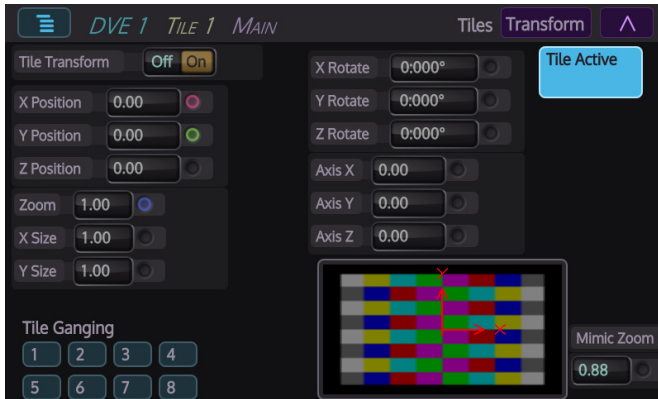 DVE 1 Tile 1 Main Tiles Transform
Tile Transform Off On
X Position 0.00
Y Position 0.00
Z Position 0.00
Zoom 1.00
X Size 1.00
Y Size 1.00
X Rotate 0:000°
Y Rotate 0:000°
Z Rotate 0:000°
Axis X 0.00
Axis Y 0.00
Axis Z 0.00
Tile Active
Y
X
Tile Ganging
1 2 3 4
5 6 7 8
Mimic Zoom
0.88